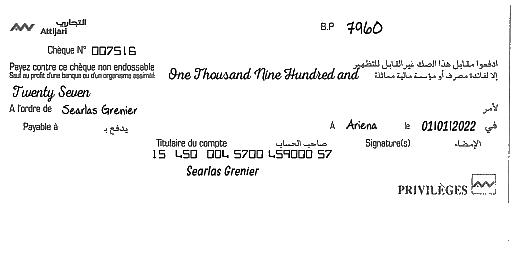 التجاري
Attijari
B.P 7960
Chèque N° 007516
Payez contre ce chèque non endossable
ادفعوا مقابل هذا الصك غير القابل للتظهير
Sauf au profit d'une banque ou d'un organisme assimilé
One Thousand Nine Hundred and
إلا لفائدة مصرف أو مؤسسة مالية مماثلة
Twenty Seven
A l'ordre de Searlas Grenier
لأمر
Payable à
يدفع بـ
A Ariena le 01/01/2022 في
Titulaire du compte صاحب الحساب
Signature(s) الإمضاء
15 450 004 5700 459000 57
Searlas Grenier
PRIVILÈGES